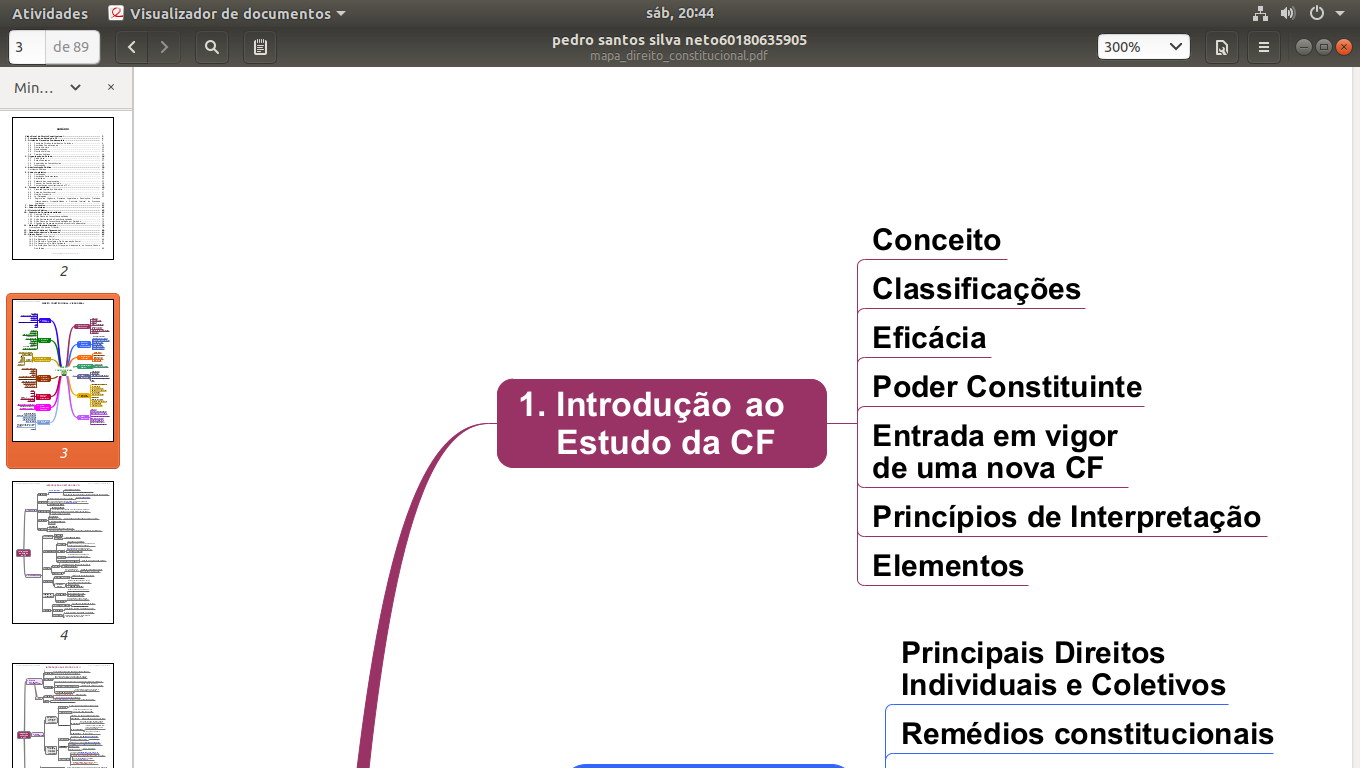 Atividades Visualizador de documentos sáb, 20:44
3 de 89 pedro santos silva neto60180635905 300%
mapa_direito_constitucional.pdf
Min...
2
3
4
Conceito
Classificações
Eficácia
Poder Constituinte
1. Introdução ao
Estudo da CF
Entrada em vigor
de uma nova CF
Princípios de Interpretação
Elementos
Principais Direitos
Individuais e Coletivos
Remédios constitucionais